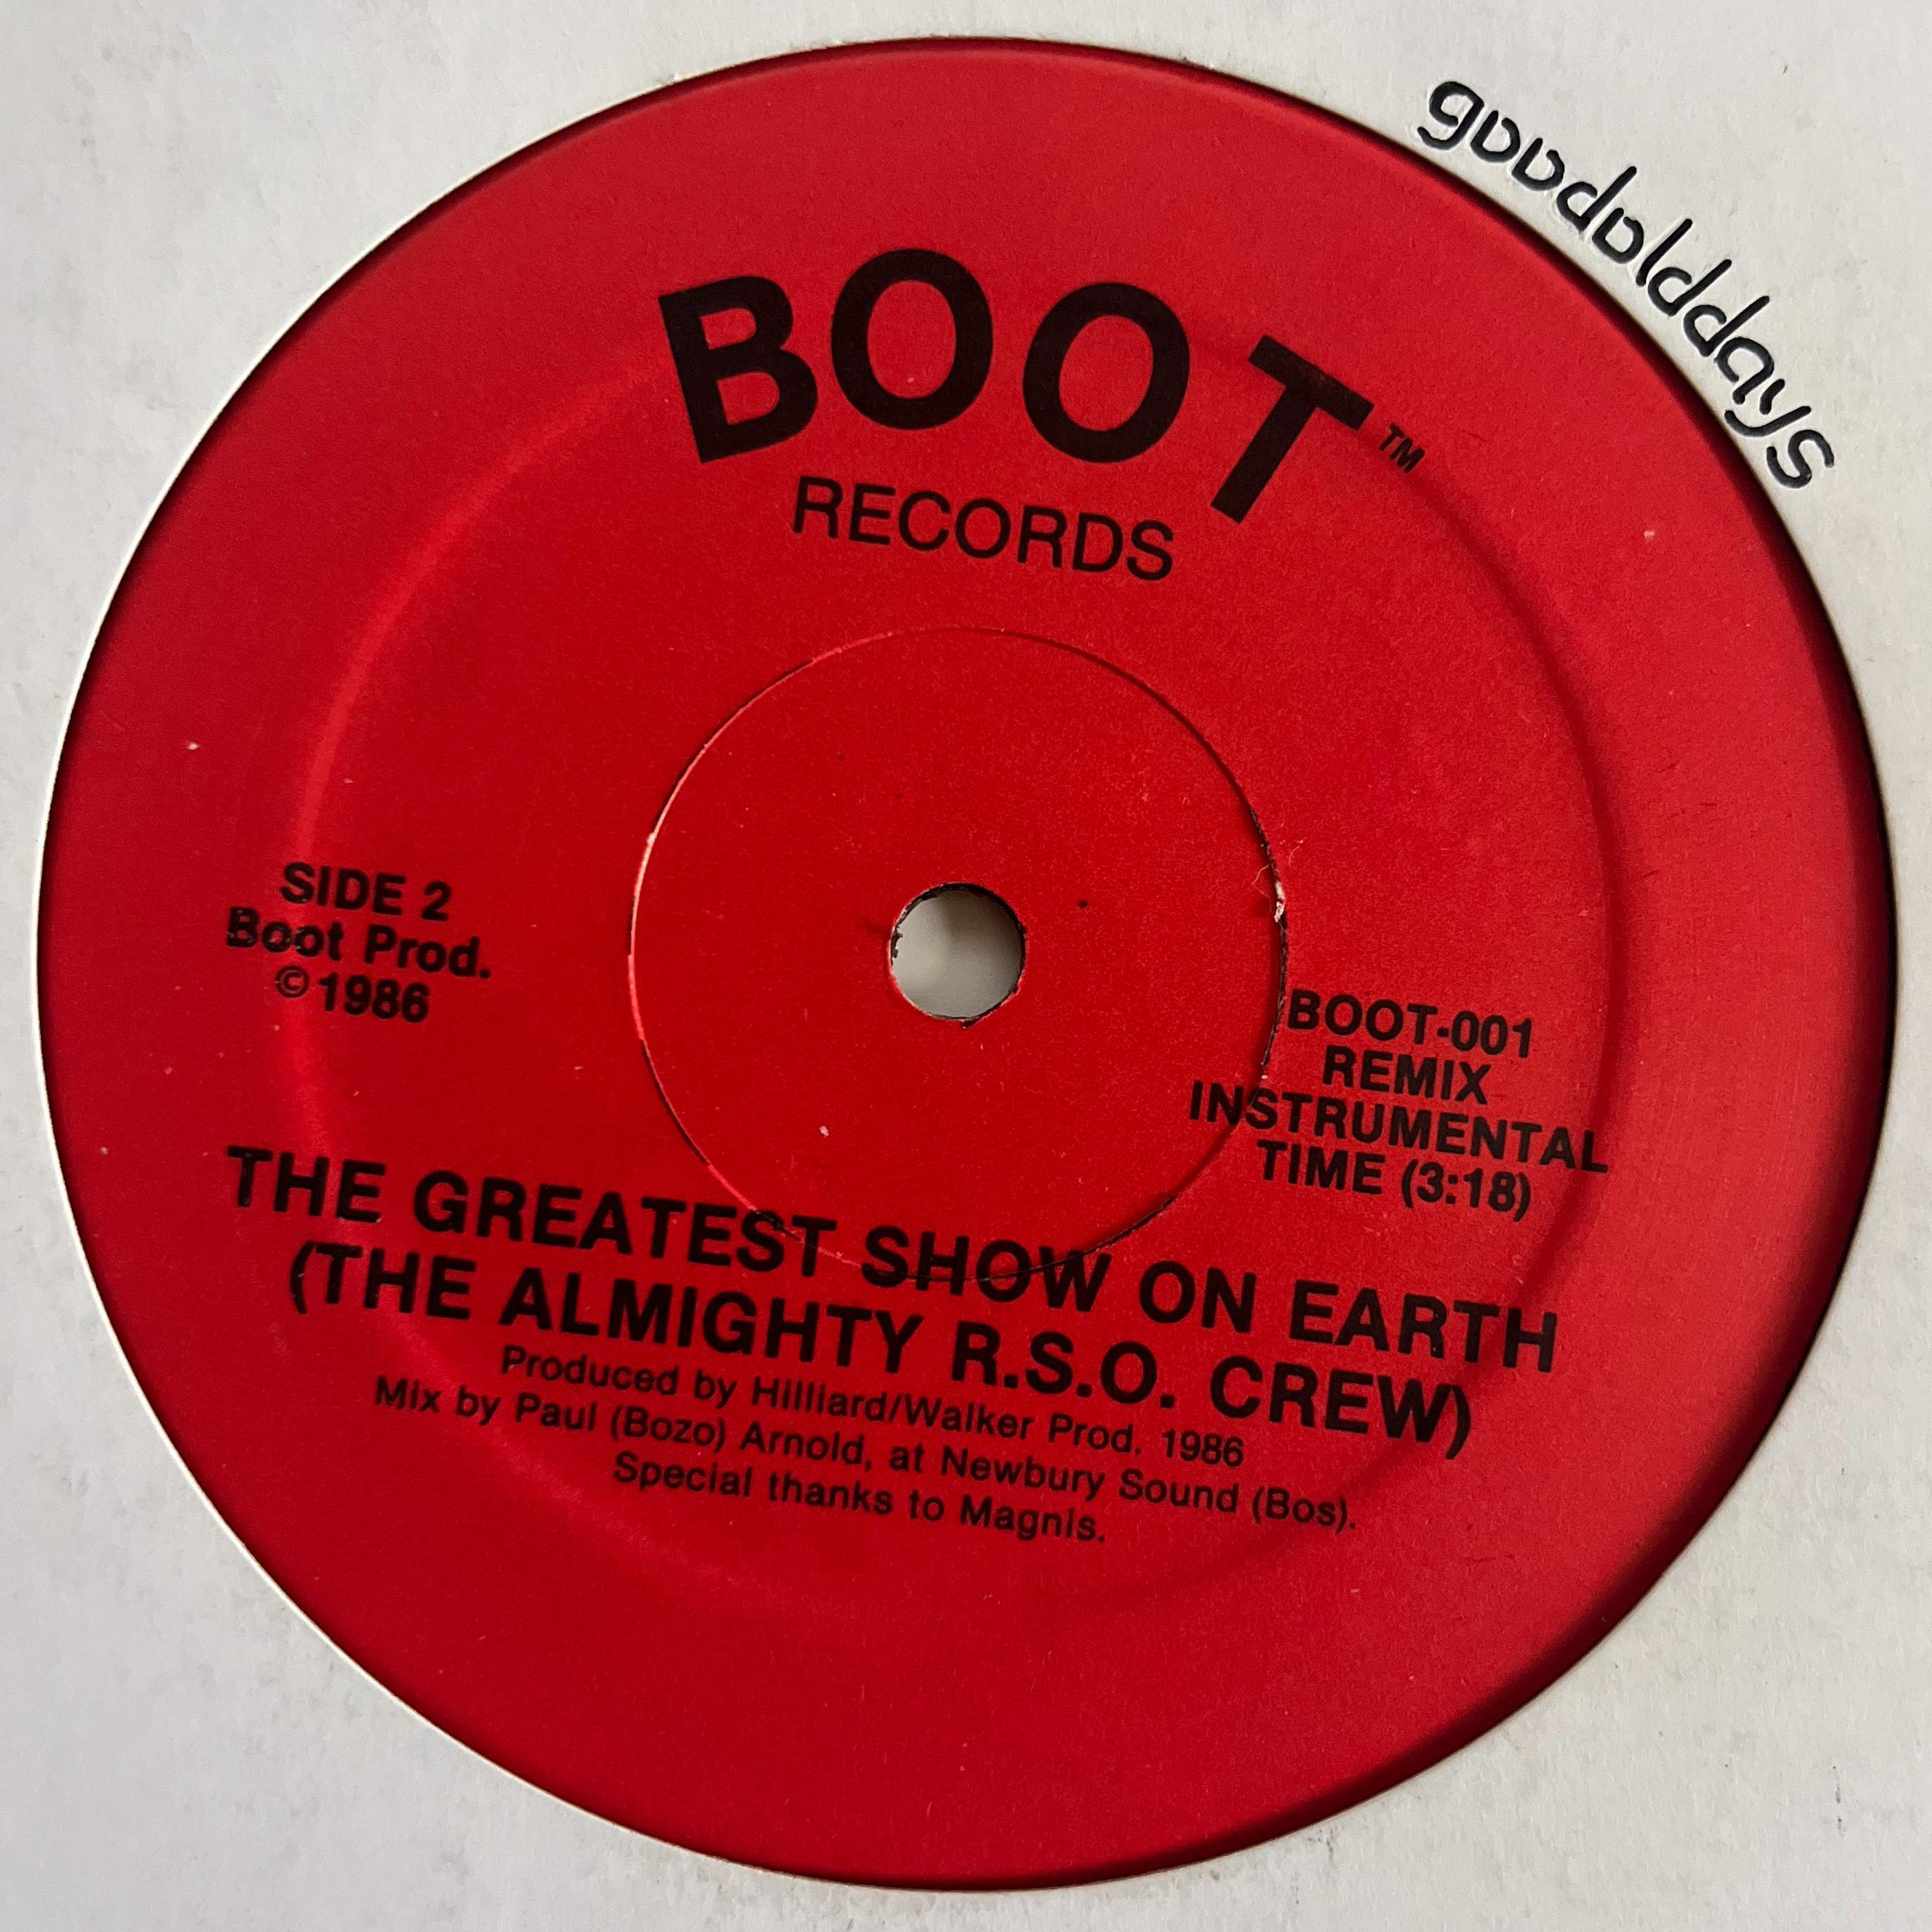 goodolddays
BOOT™
RECORDS
SIDE 2
Boot Prod.
©1986
BOOT-001
REMIX
INSTRUMENTAL
TIME (3:18)
THE GREATEST SHOW ON EARTH
(THE ALMIGHTY R.S.O. CREW)
Produced by Hilliard/Walker Prod. 1986
Mix by Paul (Bozo) Arnold, at Newbury Sound (Bos).
Special thanks to Magnis.